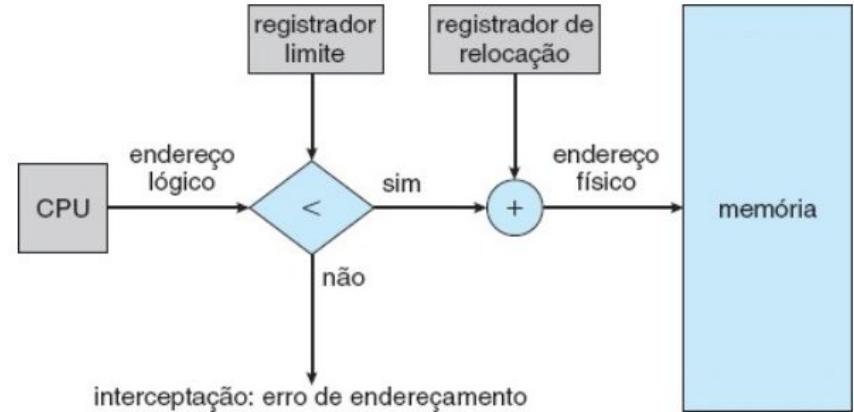 registrador
limite
registrador de
relocação
endereço
lógico
CPU
<
sim
+
endereço
físico
memória
não
interceptação: erro de endereçamento